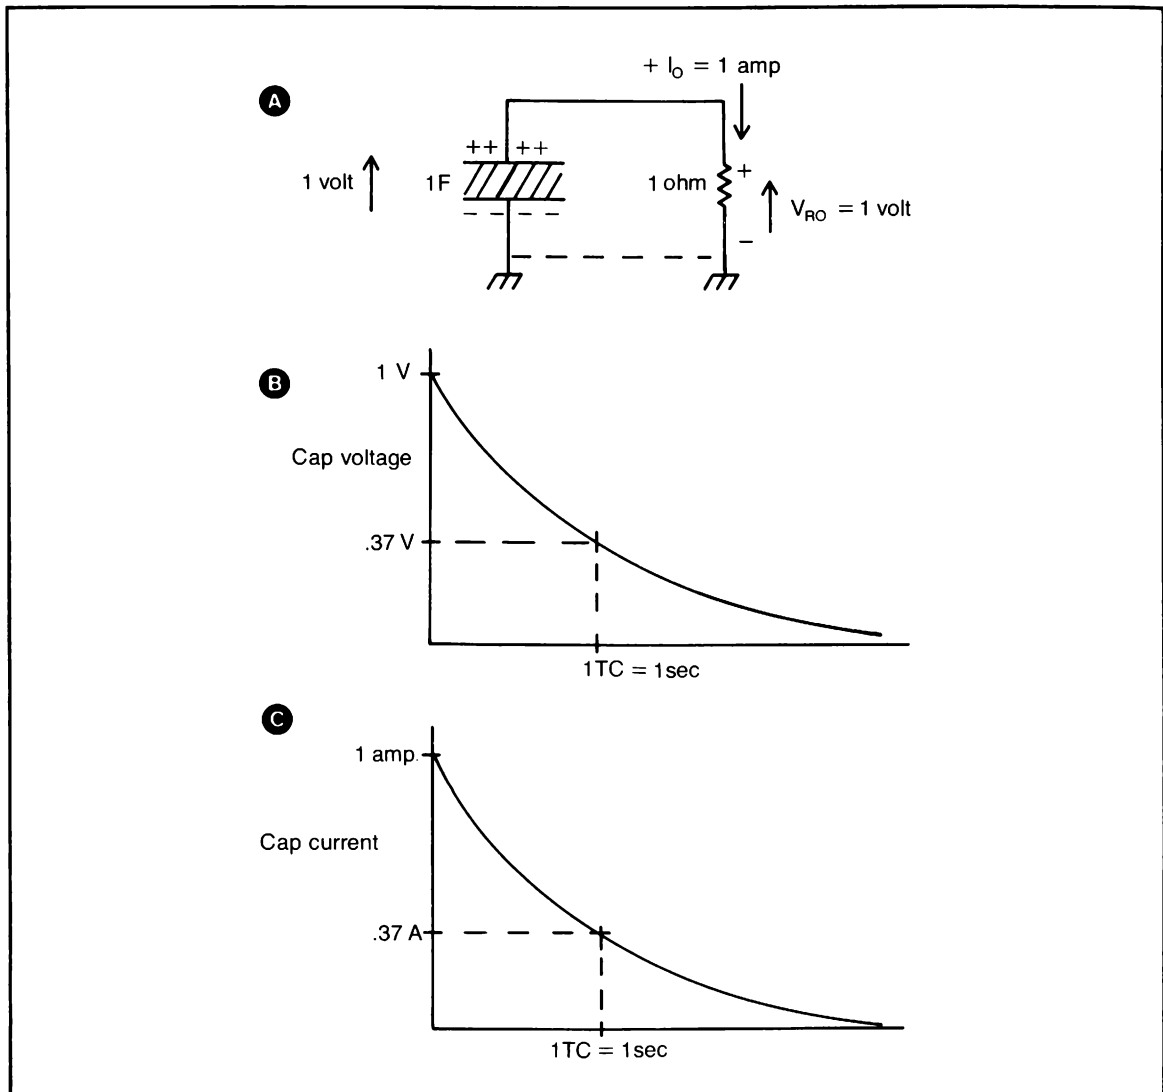 A
+ I_O = 1 amp
++ ++
1 volt
1F
– – – –
1 ohm
+
V_RO = 1 volt
–
B
1 V
Cap voltage
.37 V
1TC = 1sec
C
1 amp.
Cap current
.37 A
1TC = 1sec